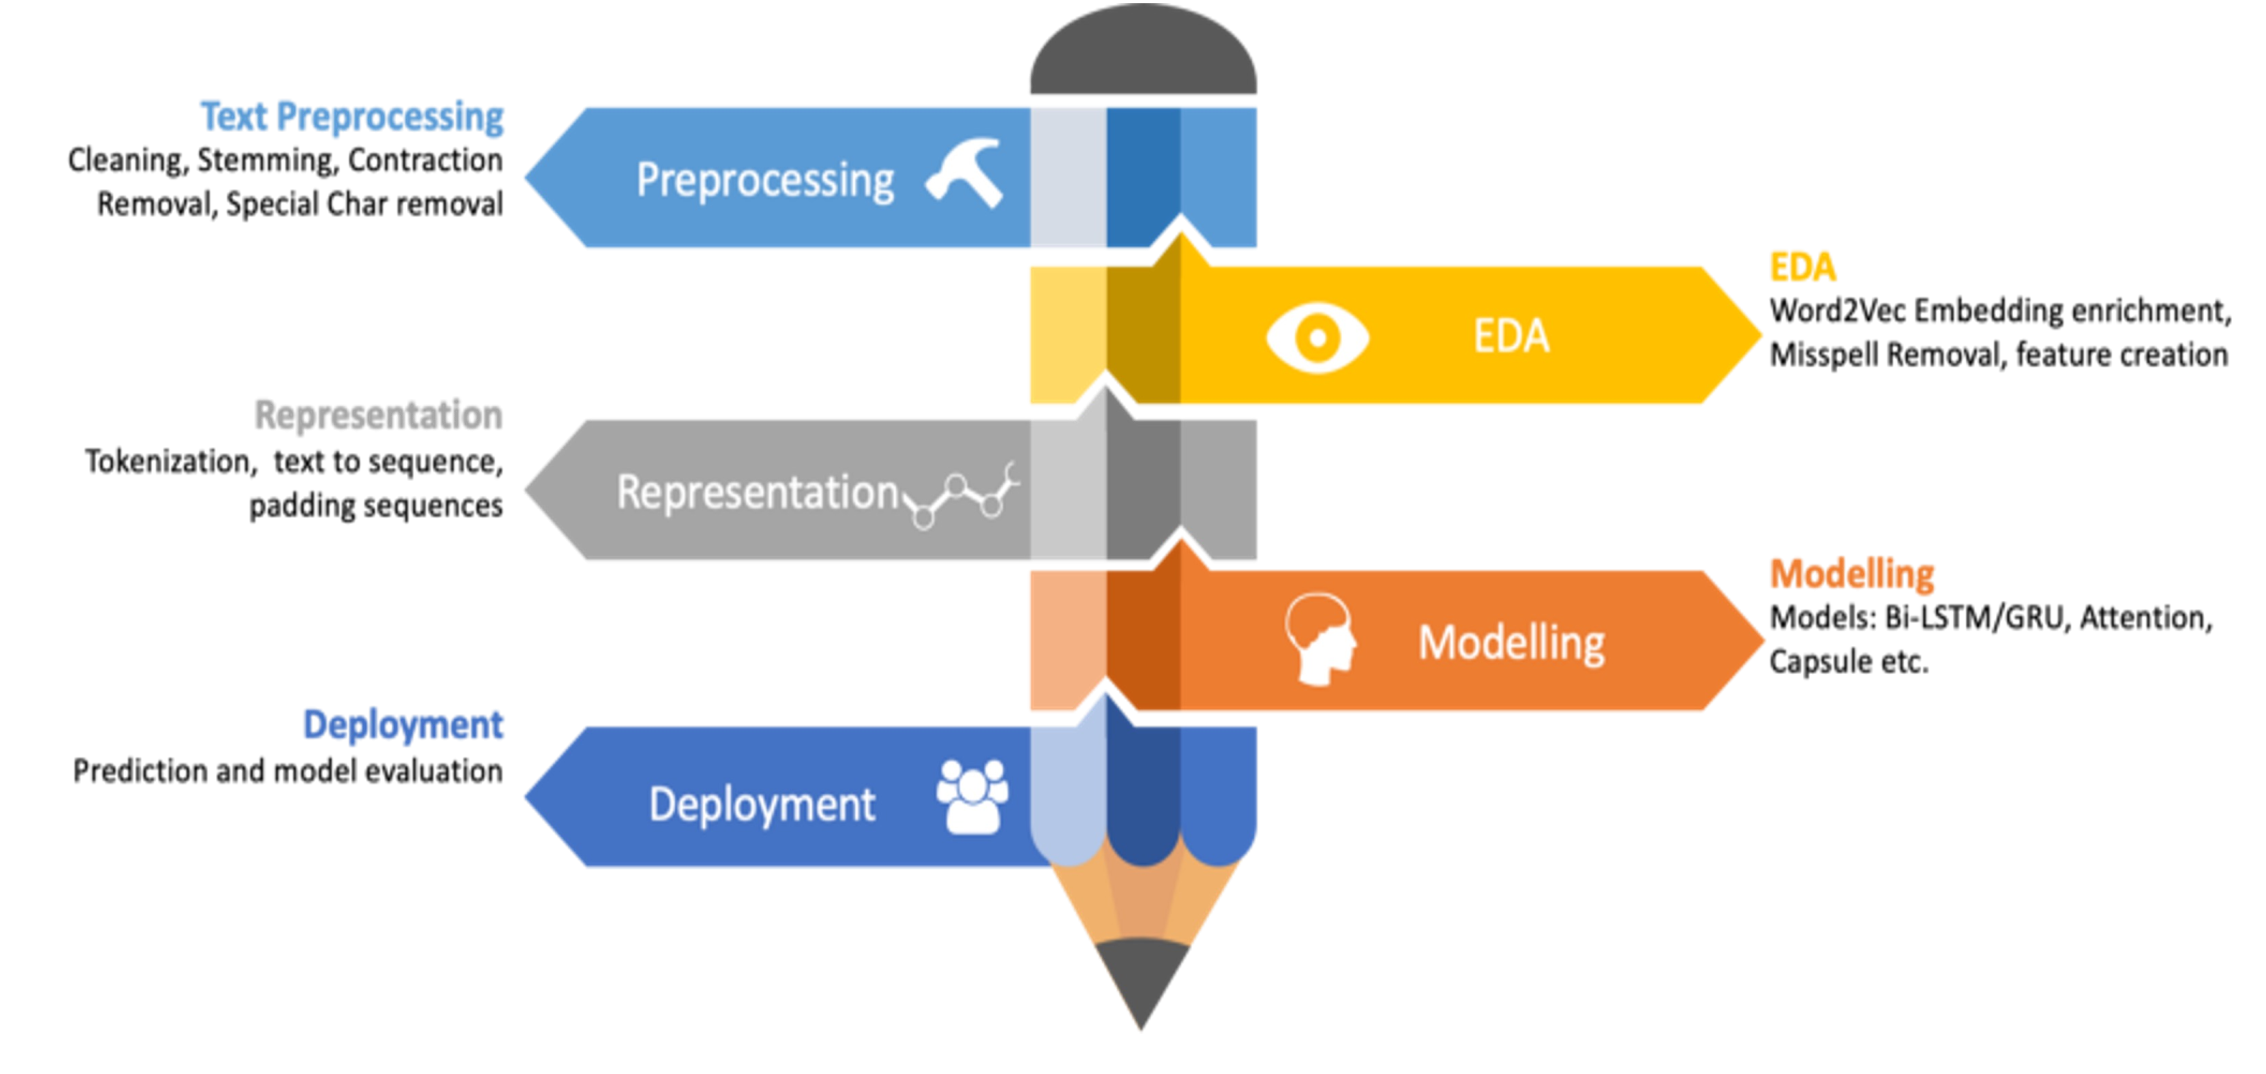 Text Preprocessing
Cleaning, Stemming, Contraction
Removal, Special Char removal
Preprocessing
EDA
EDA
Word2Vec Embedding enrichment,
Misspell Removal, feature creation
Representation
Tokenization,  text to sequence,
padding sequences
Representation
Modelling
Modelling
Models: Bi-LSTM/GRU, Attention,
Capsule etc.
Deployment
Prediction and model evaluation
Deployment